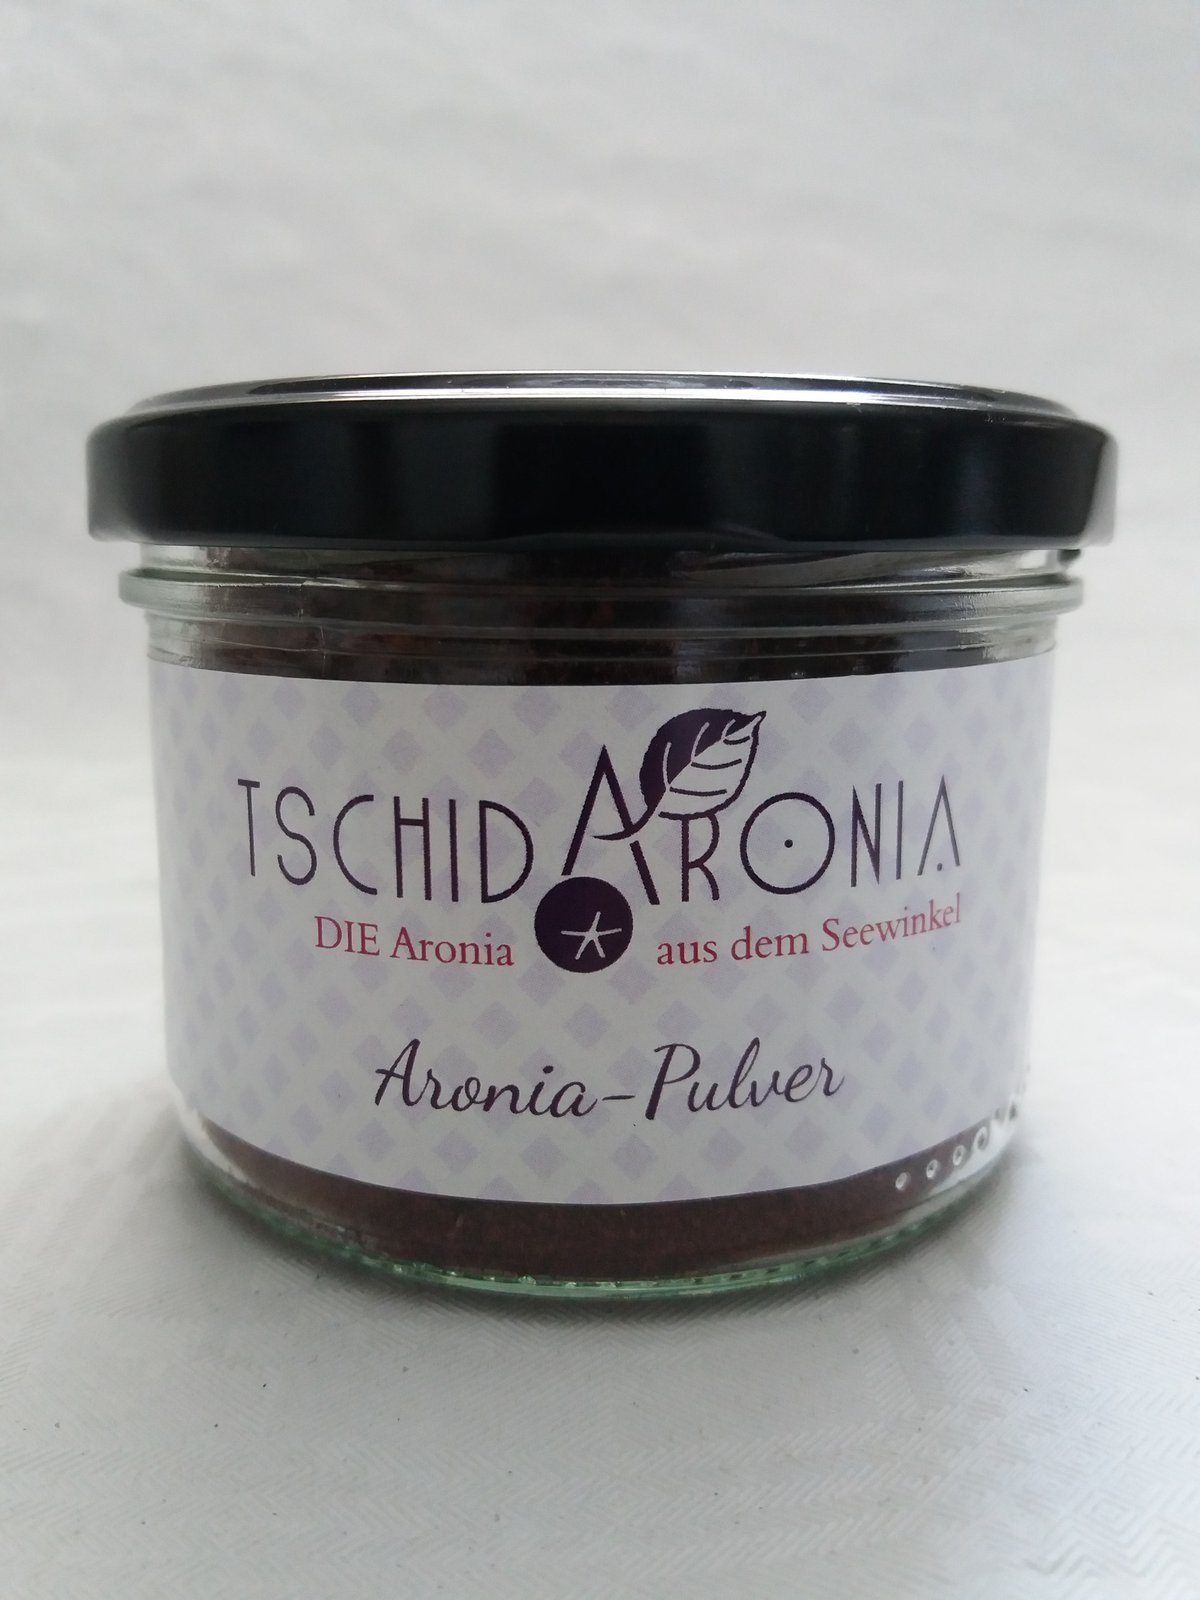 TSCHIDARONIA
DIE Aronia aus dem Seewinkel
Aronia-Pulver